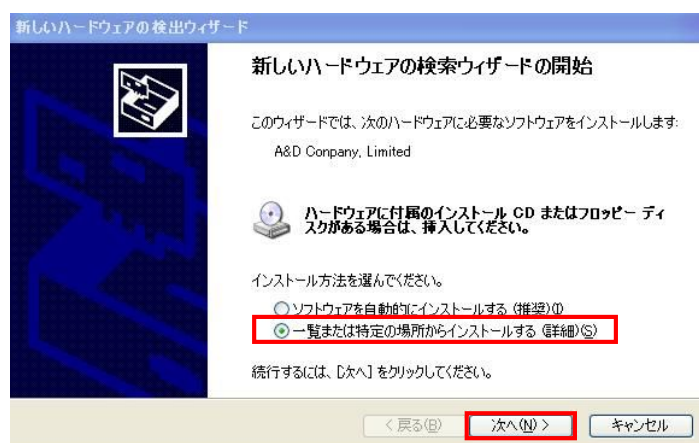 新しいハードウェアの検出ウィザード
新しいハードウェアの検索ウィザードの開始
このウィザードでは、次のハードウェアに必要なソフトウェアをインストールします:
A&D Conpany, Limited
ハードウェアに付属のインストール CD またはフロッピー ディ
スクがある場合は、挿入してください。
インストール方法を選んでください。
ソフトウェアを自動的にインストールする (推奨)(I)
一覧または特定の場所からインストールする (詳細)(S)
続行するには、[次へ] をクリックしてください。
< 戻る(B) 次へ(N) > キャンセル